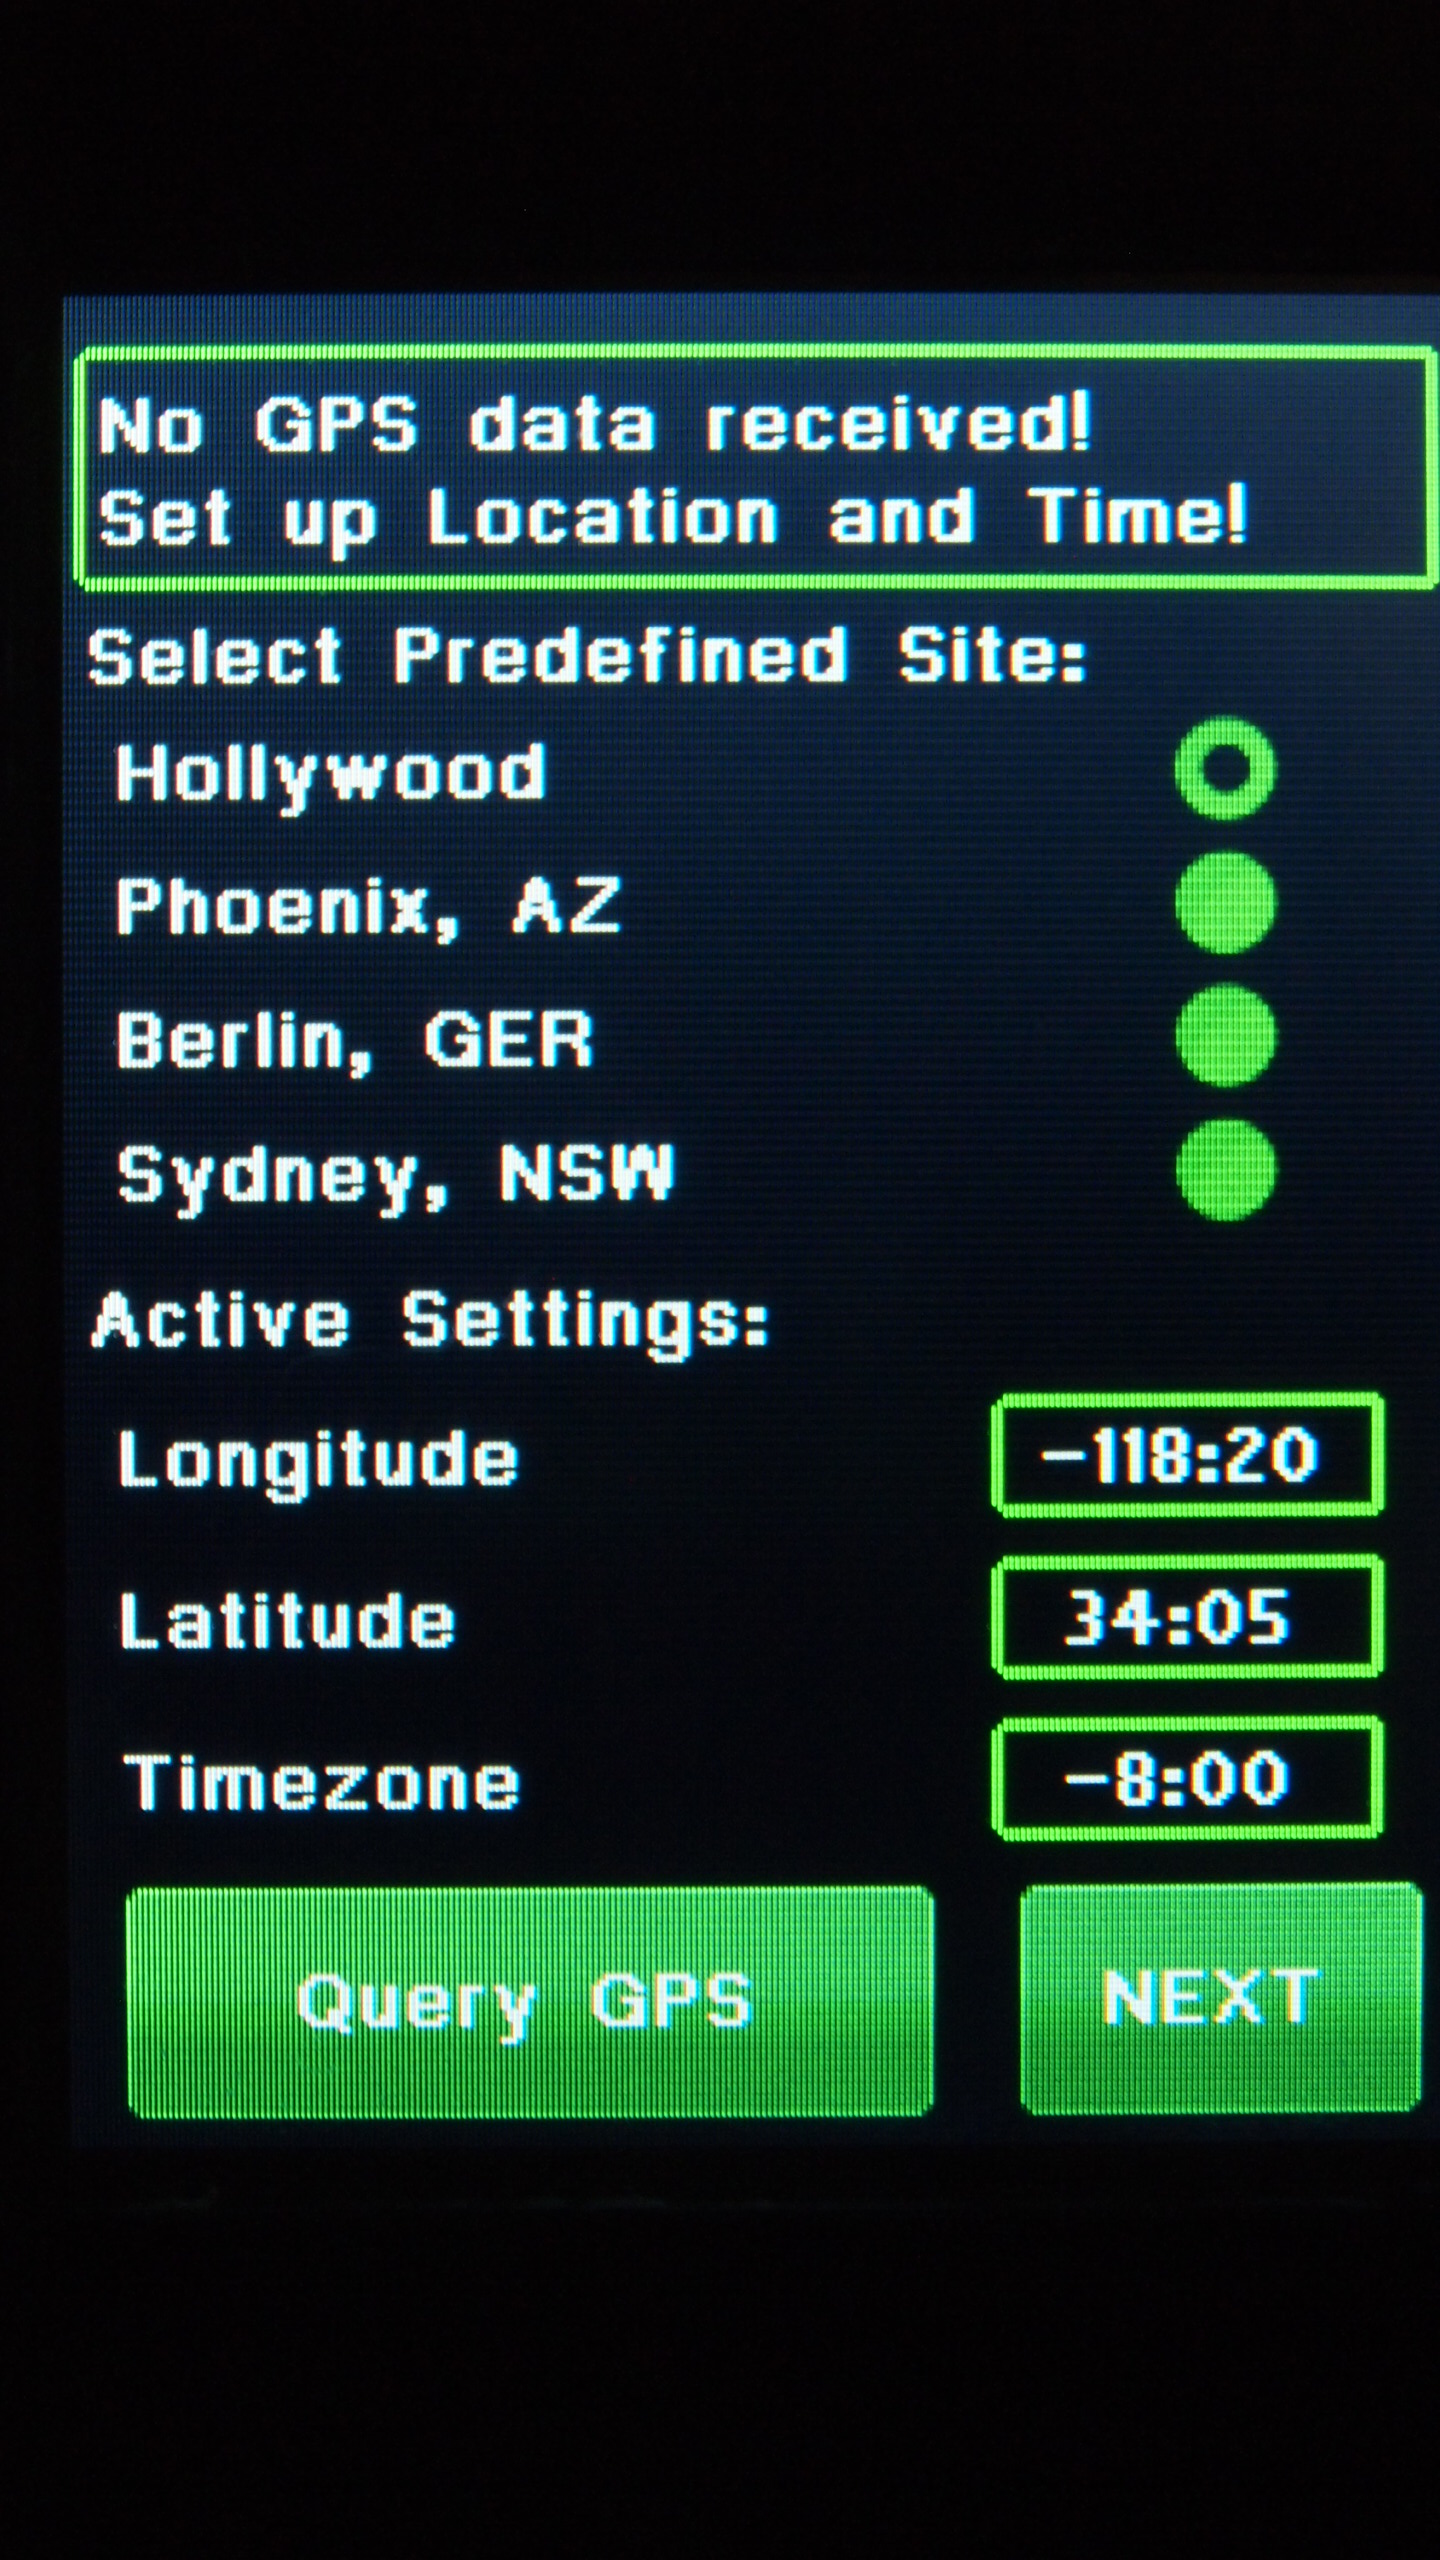 No GPS data received!
Set up Location and Time!
Select Predefined Site:
Hollywood
Phoenix, AZ
Berlin, GER
Sydney, NSW
Active Settings:
Longitude -118:20
Latitude 34:05
Timezone -8:00
Query GPS NEXT